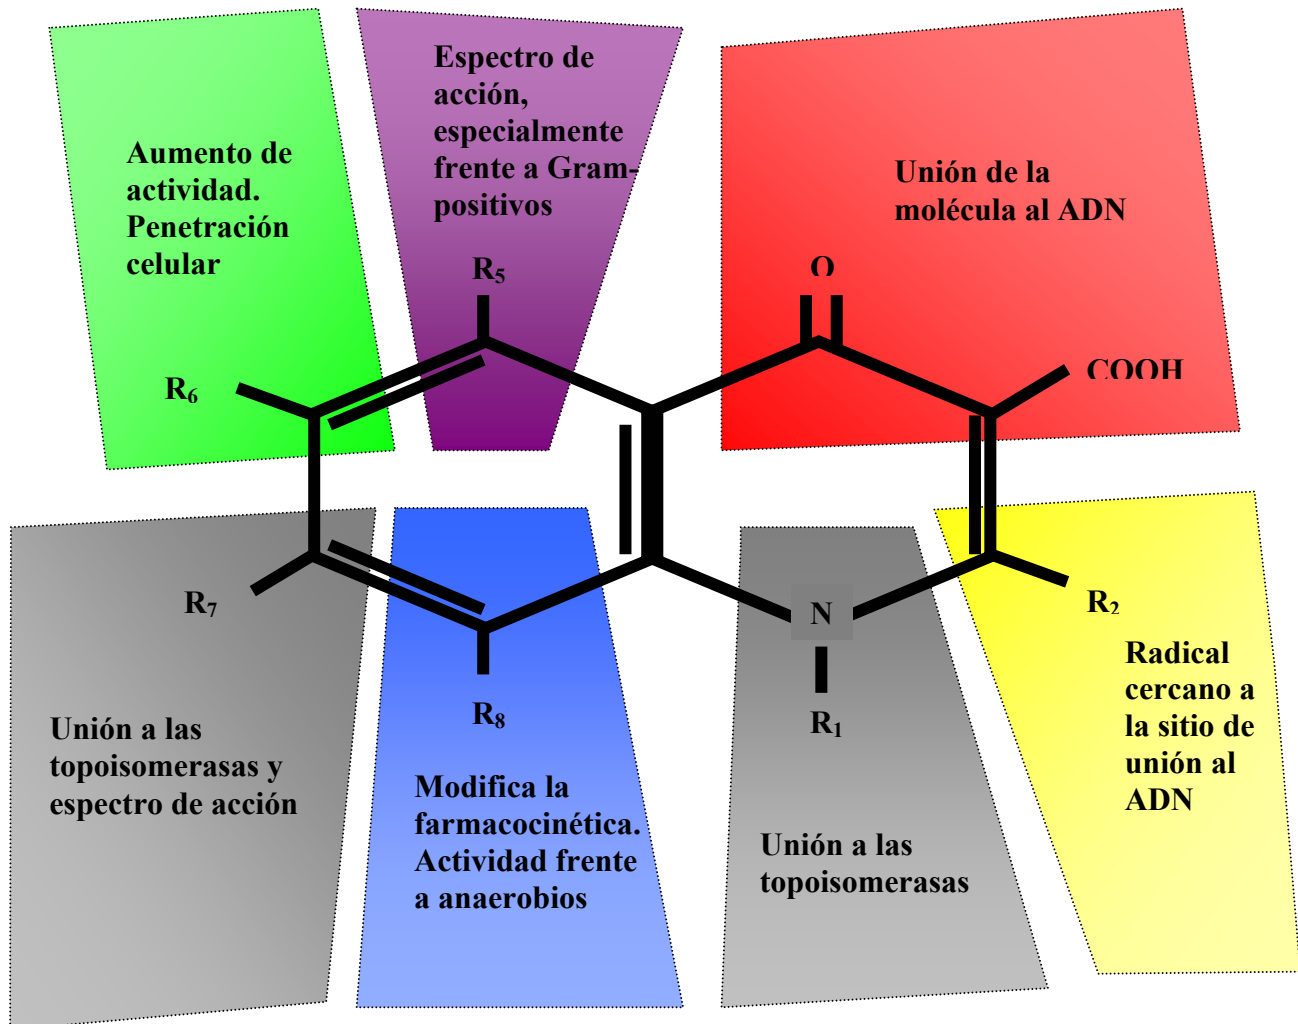 Aumento de
actividad.
Penetración
celular
Espectro de
acción,
especialmente
frente a Gram-
positivos
Unión de la
molécula al ADN
R₅
O
R₆
COOH
R₇
N
R₂
R₈
R₁
Unión a las
topoisomerasas y
espectro de acción
Modifica la
farmacocinética.
Actividad frente
a anaerobios
Unión a las
topoisomerasas
Radical
cercano a
la sitio de
unión al
ADN